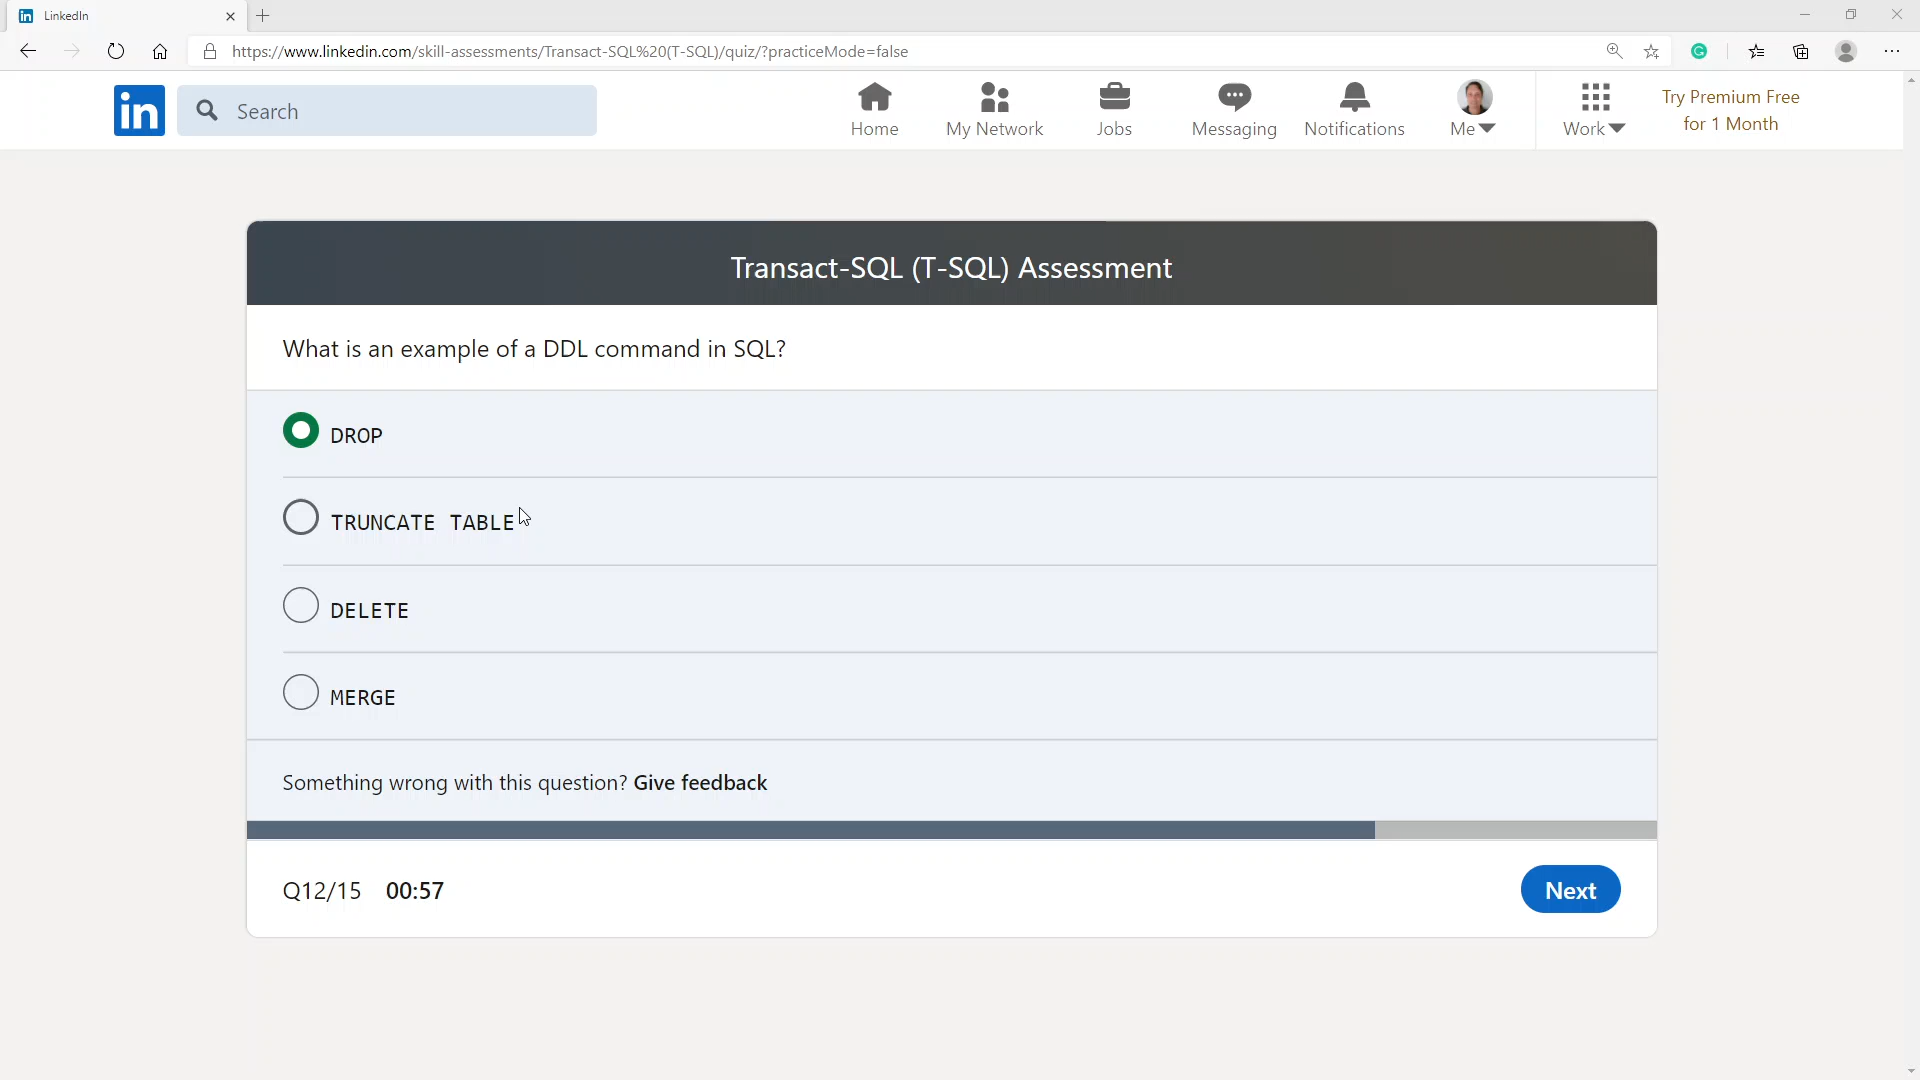 LinkedIn
https://www.linkedin.com/skill-assessments/Transact-SQL%20(T-SQL)/quiz/?practiceMode=false
in
Search
Home
My Network
Jobs
Messaging
Notifications
Me
Work
Try Premium Free
for 1 Month
Transact-SQL (T-SQL) Assessment
What is an example of a DDL command in SQL?
DROP
TRUNCATE TABLE
DELETE
MERGE
Something wrong with this question? Give feedback
Q12/15 00:57
Next